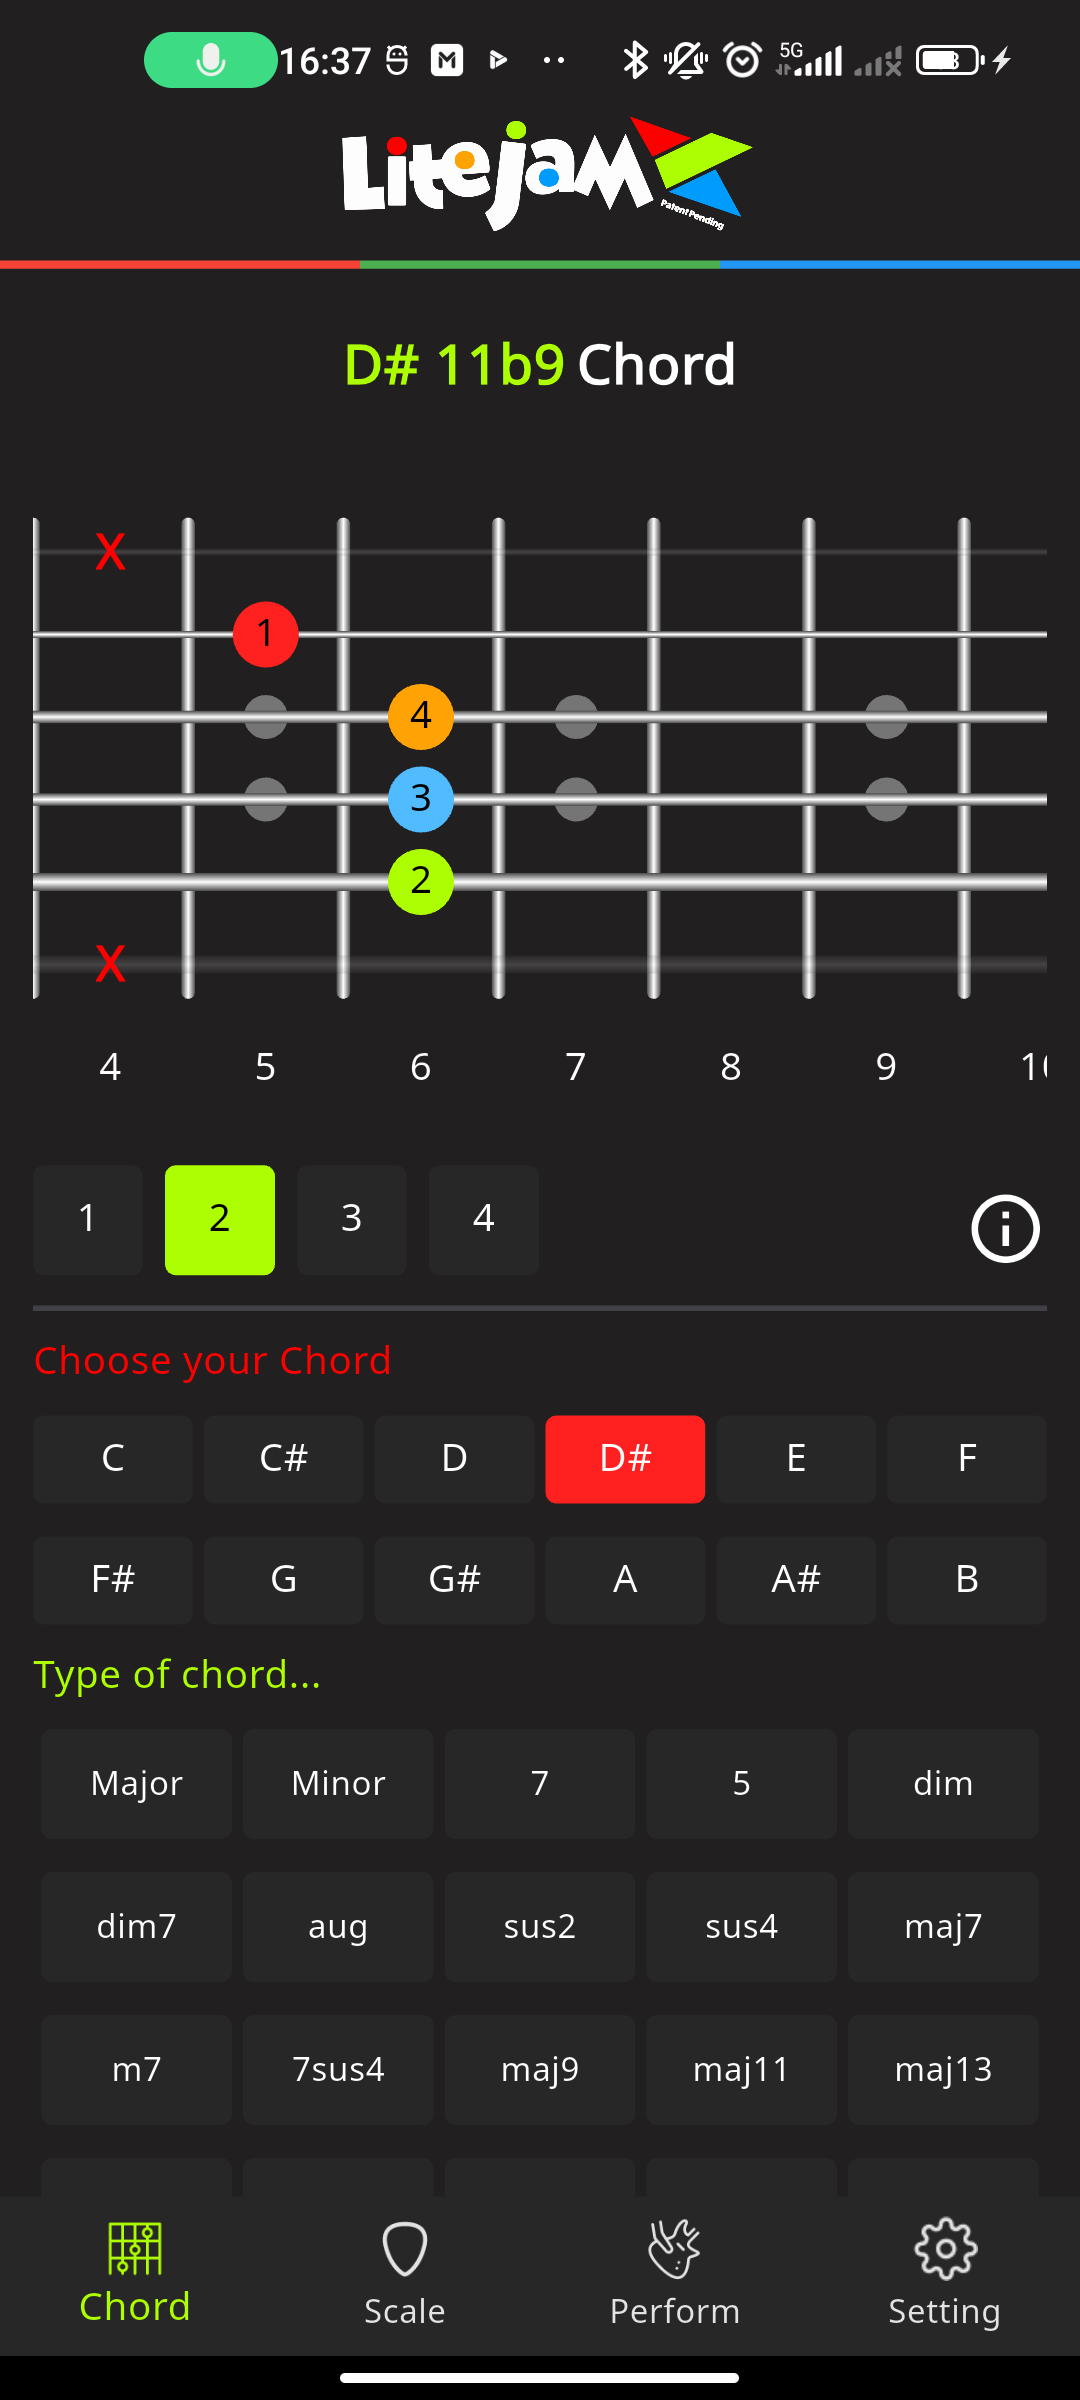 16:37 5G
LiteJam
Patent Pending
D# 11b9 Chord
X
1
4
3
2
X
4 5 6 7 8 9
1 2 3 4
Choose your Chord
C C# D D# E F
F# G G# A A# B
Type of chord...
Major Minor 7 5 dim
dim7 aug sus2 sus4 maj7
m7 7sus4 maj9 maj11 maj13
Chord Scale Perform Setting